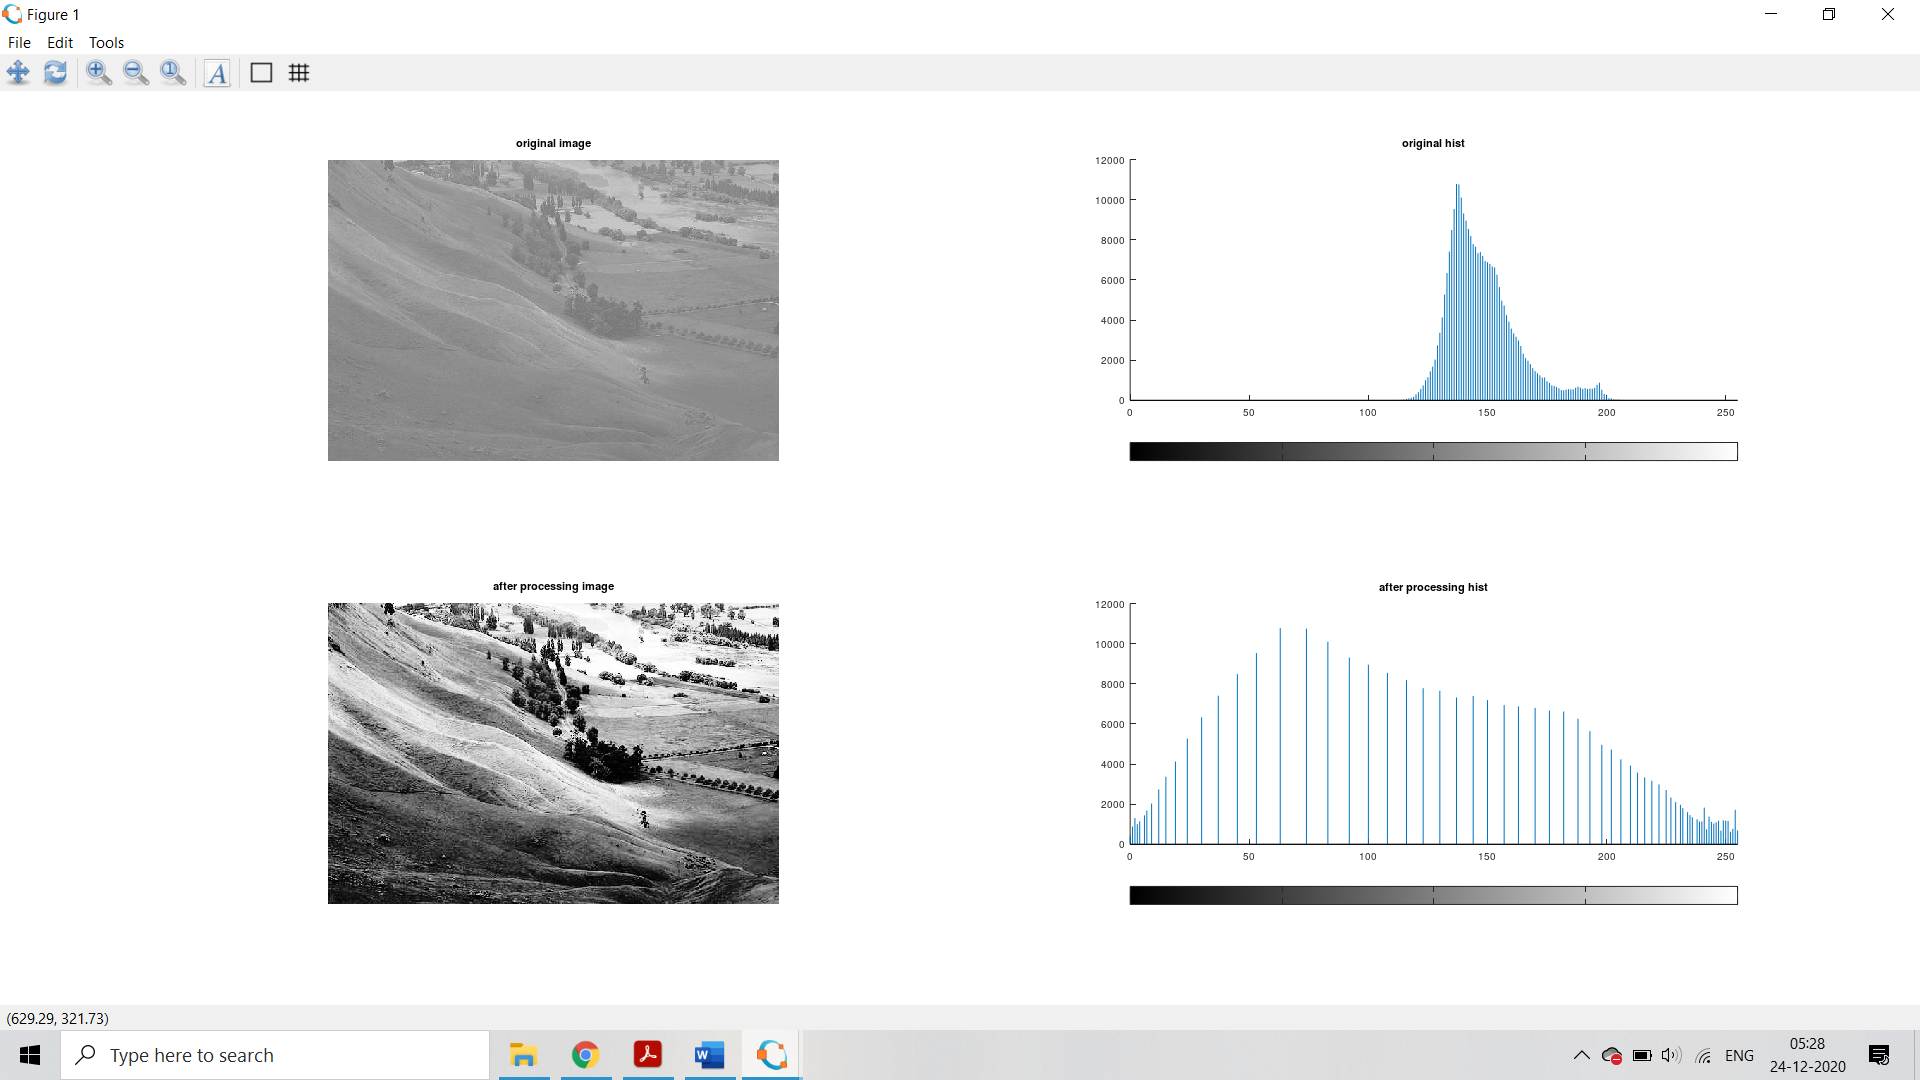 Figure 1
File Edit Tools
A
original image
original hist
12000
10000
8000
6000
4000
2000
0
0 50 100 150 200 250
after processing image
after processing hist
12000
10000
8000
6000
4000
2000
0
0 50 100 150 200 250
(629.29, 321.73)
Type here to search
W
ENG
05:28
24-12-2020